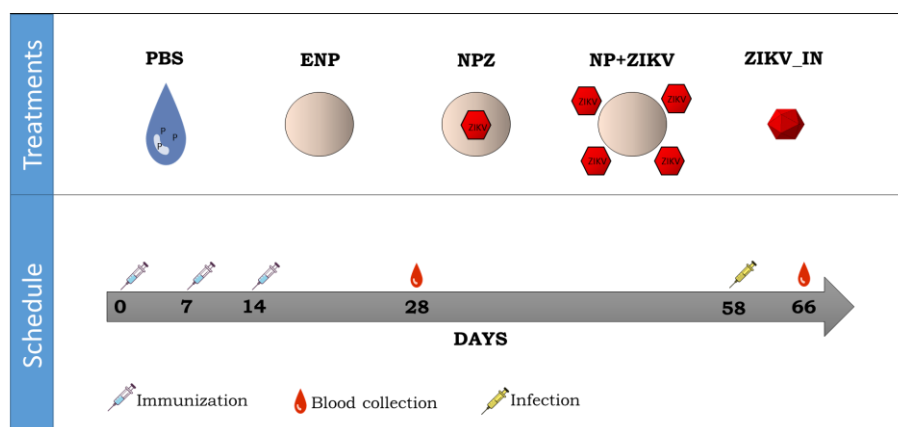 Treatments
PBS
ENP
NPZ
NP+ZIKV
ZIKV_IN
P
P
P
ZIKV
ZIKV
ZIKV
ZIKV
ZIKV
Schedule
0
7
14
28
58
66
DAYS
Immunization
Blood collection
Infection